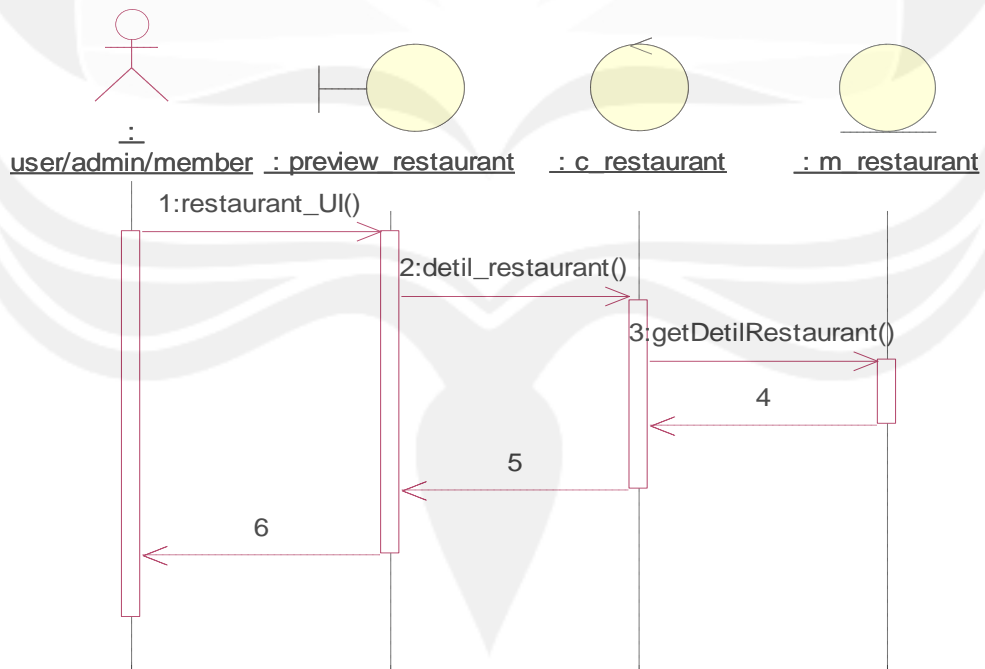 :
user/admin/member
: preview_restaurant
: c_restaurant
: m_restaurant
1:restaurant_UI()
2:detil_restaurant()
3:getDetilRestaurant()
4
5
6